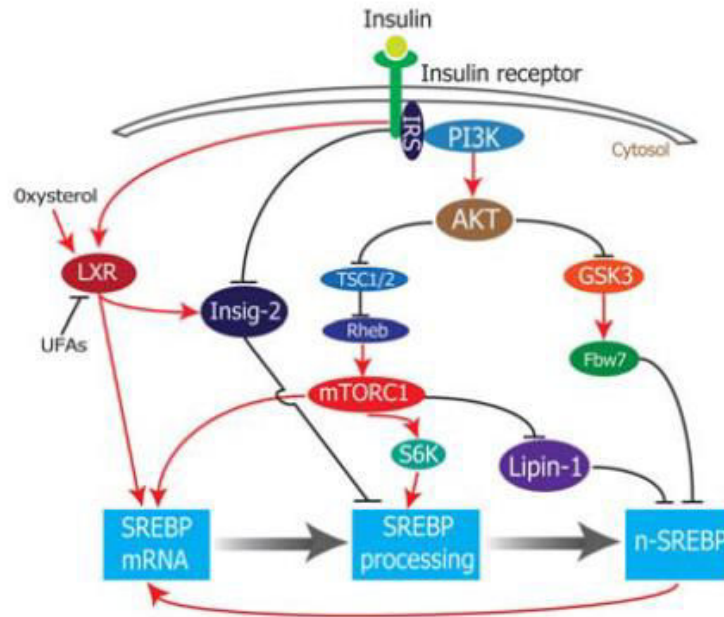 Insulin
Insulin receptor
IRS
PI3K
Cytosol
0xysterol
AKT
LXR
TSC1/2
GSK3
Insig-2
Rheb
UFAs
Fbw7
mTORC1
S6K
Lipin-1
SREBP
mRNA
SREBP
processing
n-SREBP